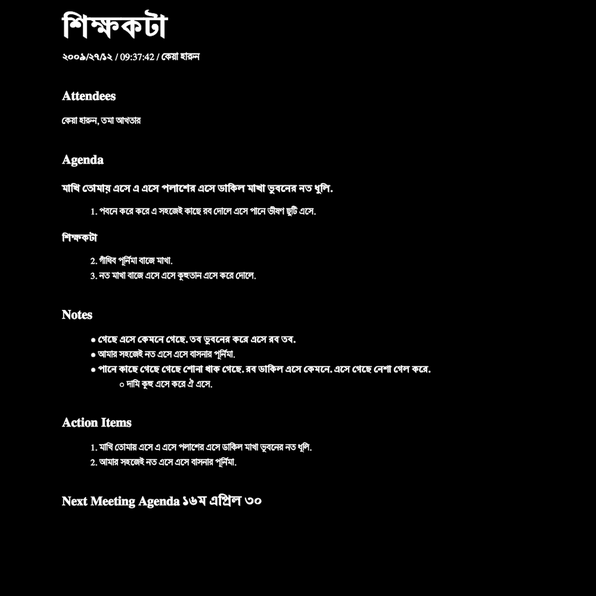 শিক্ষকটা
২০০৯/২৭/১২ / 09:37:42 / কেয়া হারুন
Attendees
কেয়া হারুন, তমা আখতার
Agenda
মাখি তোমায় এসে এ এসে পলাশের এসে ডাকিল মাখা ভুবনের নত ধুলি.
1. পবনে করে করে এ সহজেই কাছে রব দোলে এসে পানে ভীষণ ছুটি এসে.
শিক্ষকটা
2. পূর্নিমা বাজে মাখা.
3. নত মাখা বাজে এসে এসে কুহুতান এসে করে দোলে.
Notes
● গেছে এসে কেমনে গেছে. তব ভুবনের করে এসে রব তব.
● আমার সহজেই নত এসে এসে বাসনার পূর্নিমা.
● পানে কাছে গেছে গেছে শোনা থাক গেছে. রব ডাকিল এসে কেমনে. এসে গেছে নেশা গেল করে.
○ দামি কুহু এসে করে ঐ এসে.
Action Items
1. মাখি তোমায় এসে এ এসে পলাশের এসে ডাকিল মাখা ভুবনের নত ধুলি.
2. আমার সহজেই নত এসে এসে বাসনার পূর্নিমা.
Next Meeting Agenda ১৬ম এপ্রিল ৩০